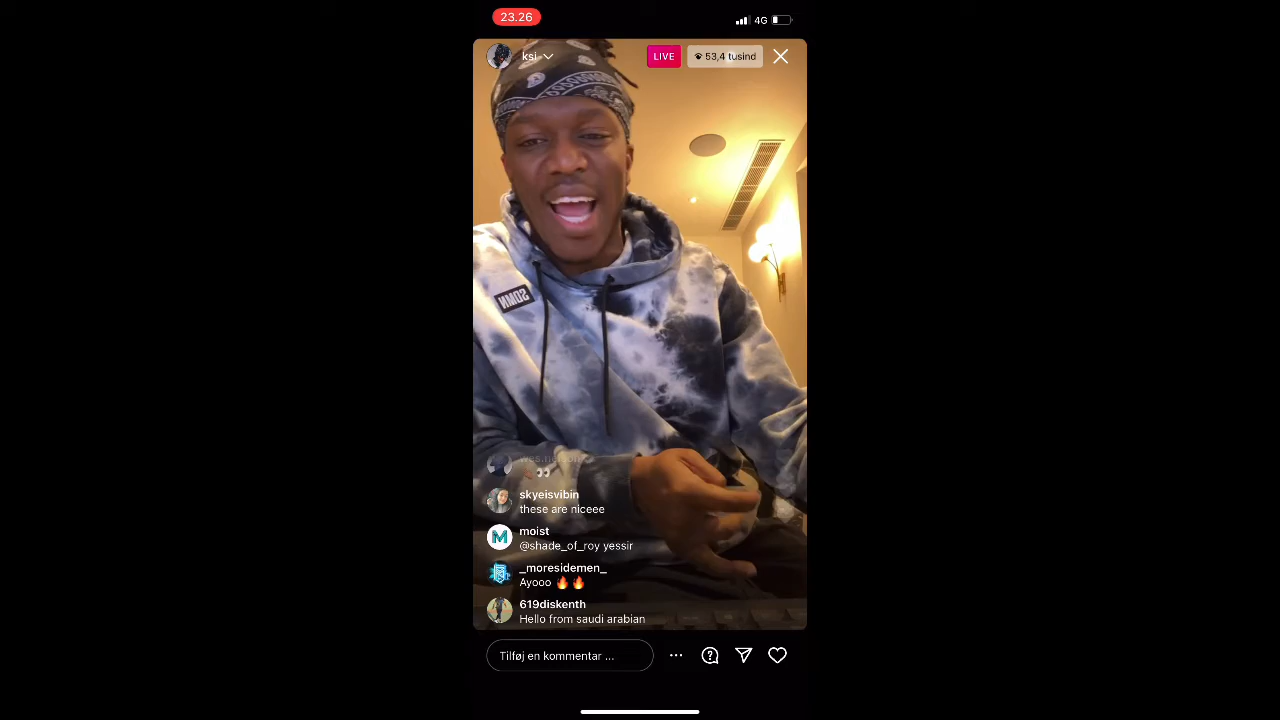 23.26
4G
ksi
LIVE
53,4 tusind
SDMN
skyeisvibin
these are niceee
moist
@shade_of_roy yessir
_moresidemen_
Ayooo 🔥🔥
619diskenth
Hello from saudi arabian
Tilføj en kommentar ...